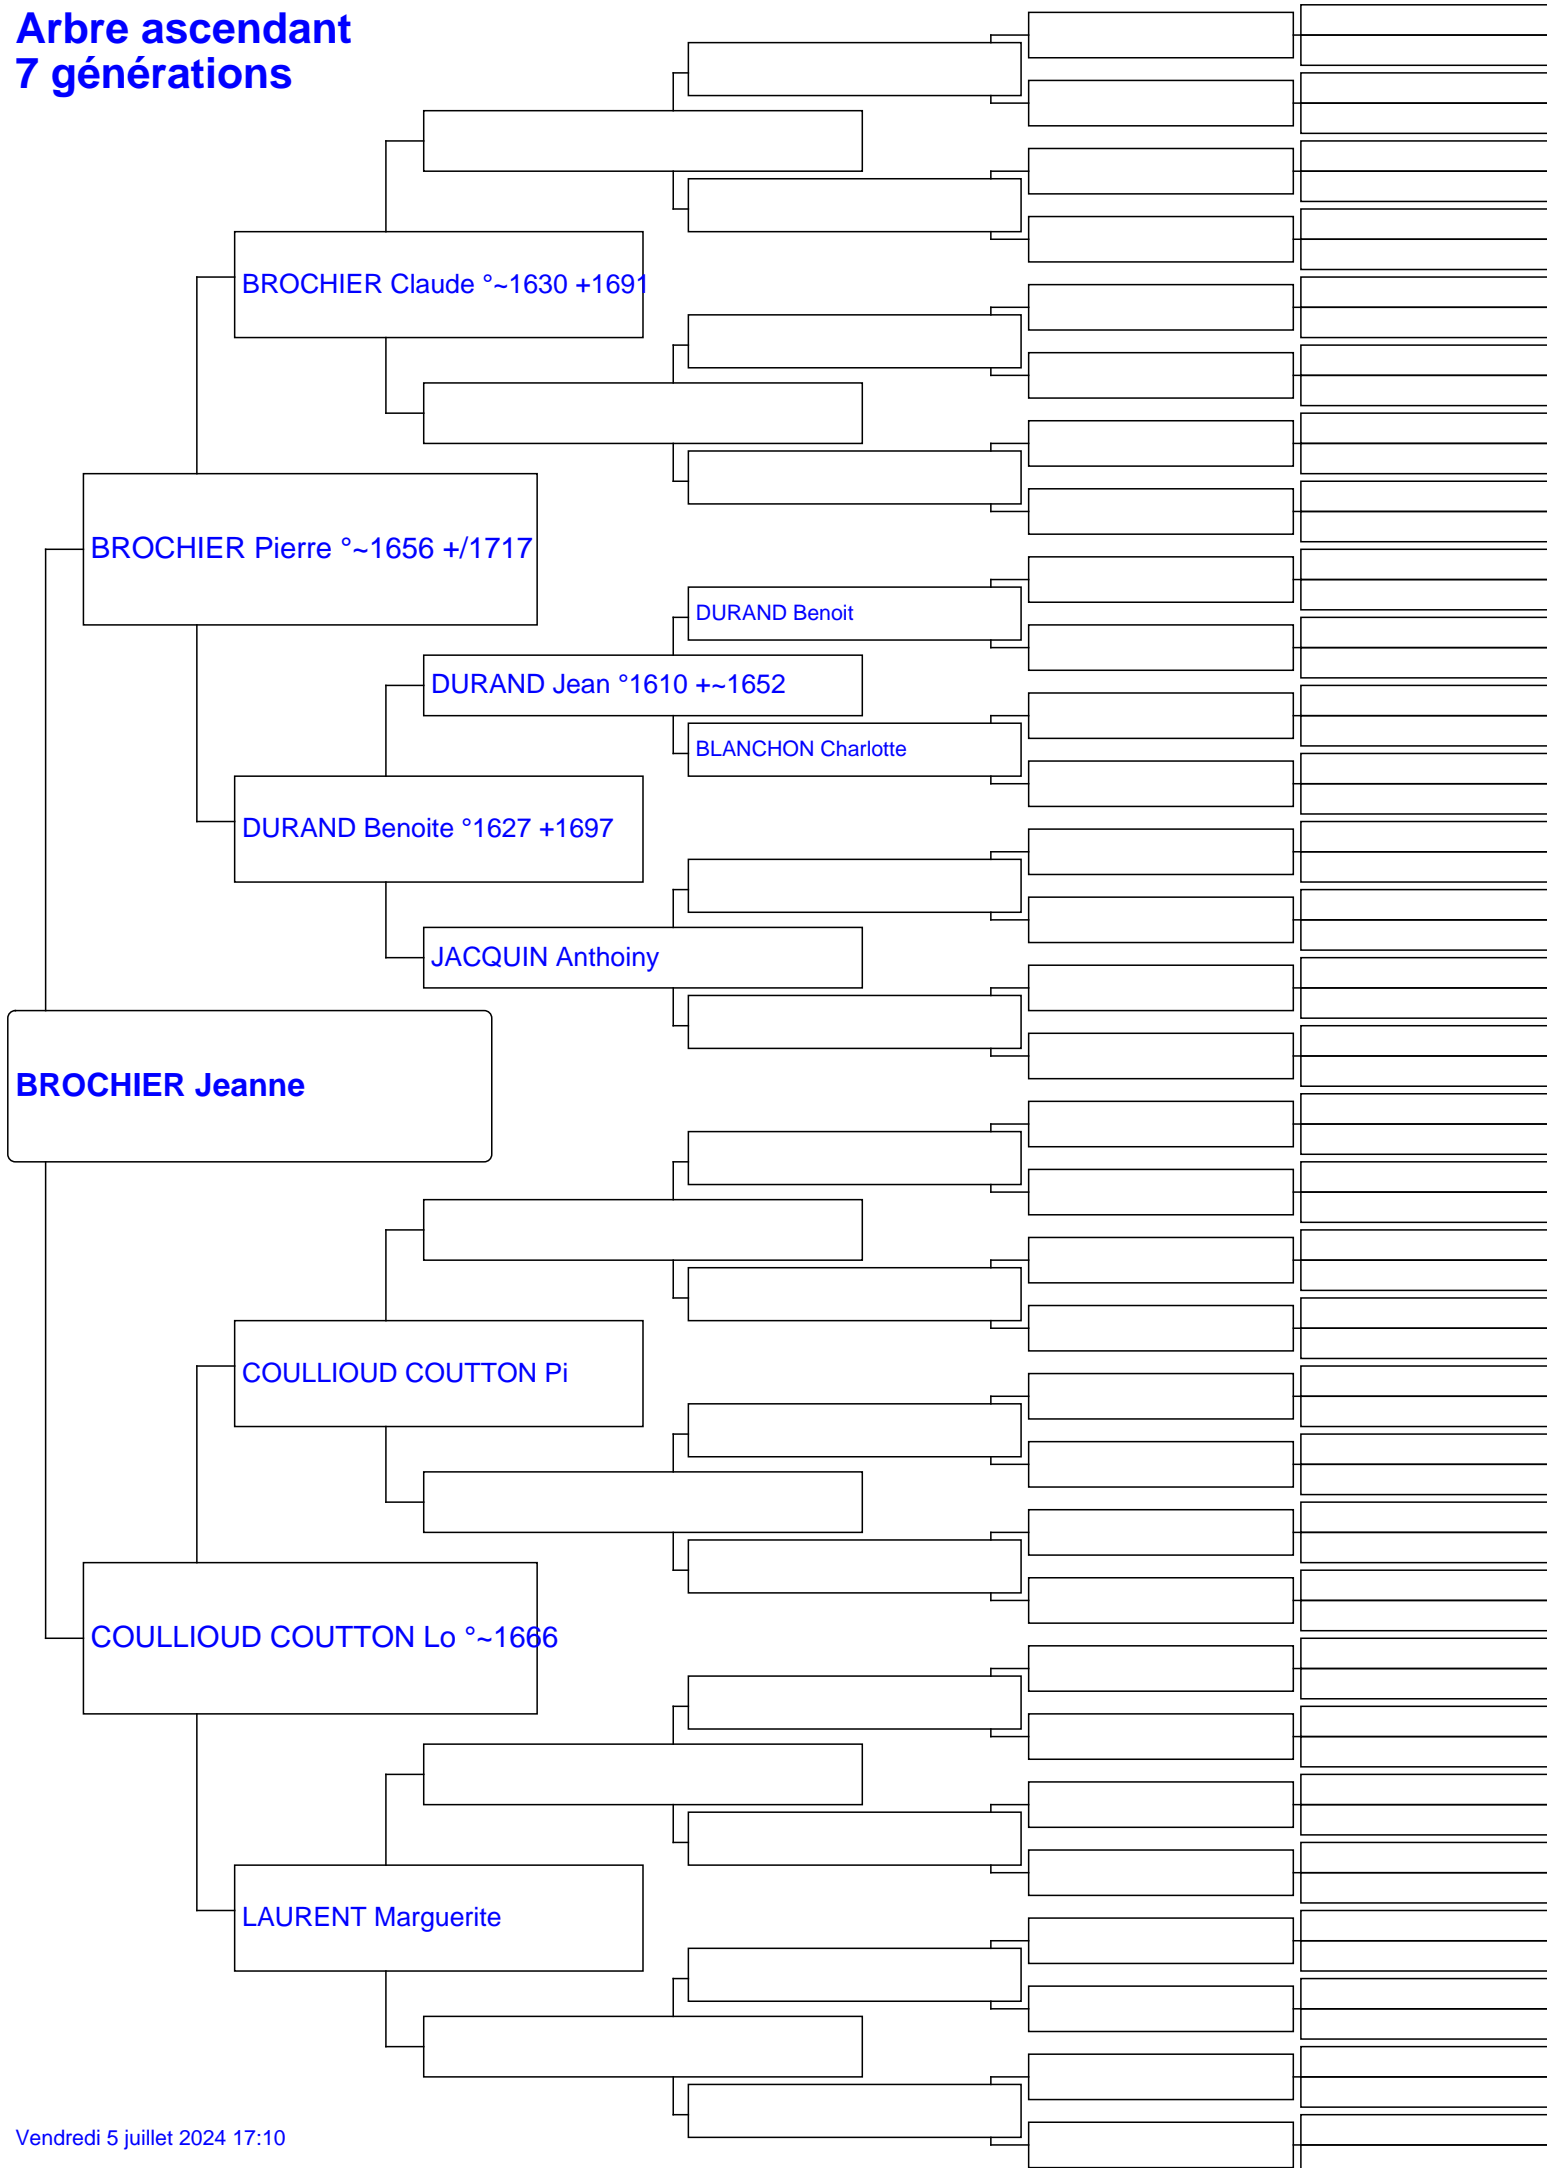 Arbre ascendant
7 générations
BROCHIER Claude °~1630 +1691
BROCHIER Pierre °~1656 +/1717
DURAND Benoit
DURAND Jean °1610 +~1652
BLANCHON Charlotte
DURAND Benoite °1627 +1697
JACQUIN Anthoiny
BROCHIER Jeanne
COULLIOUD COUTTON Pi
COULLIOUD COUTTON Lo °~1666
LAURENT Marguerite
Vendredi 5 juillet 2024 17:10